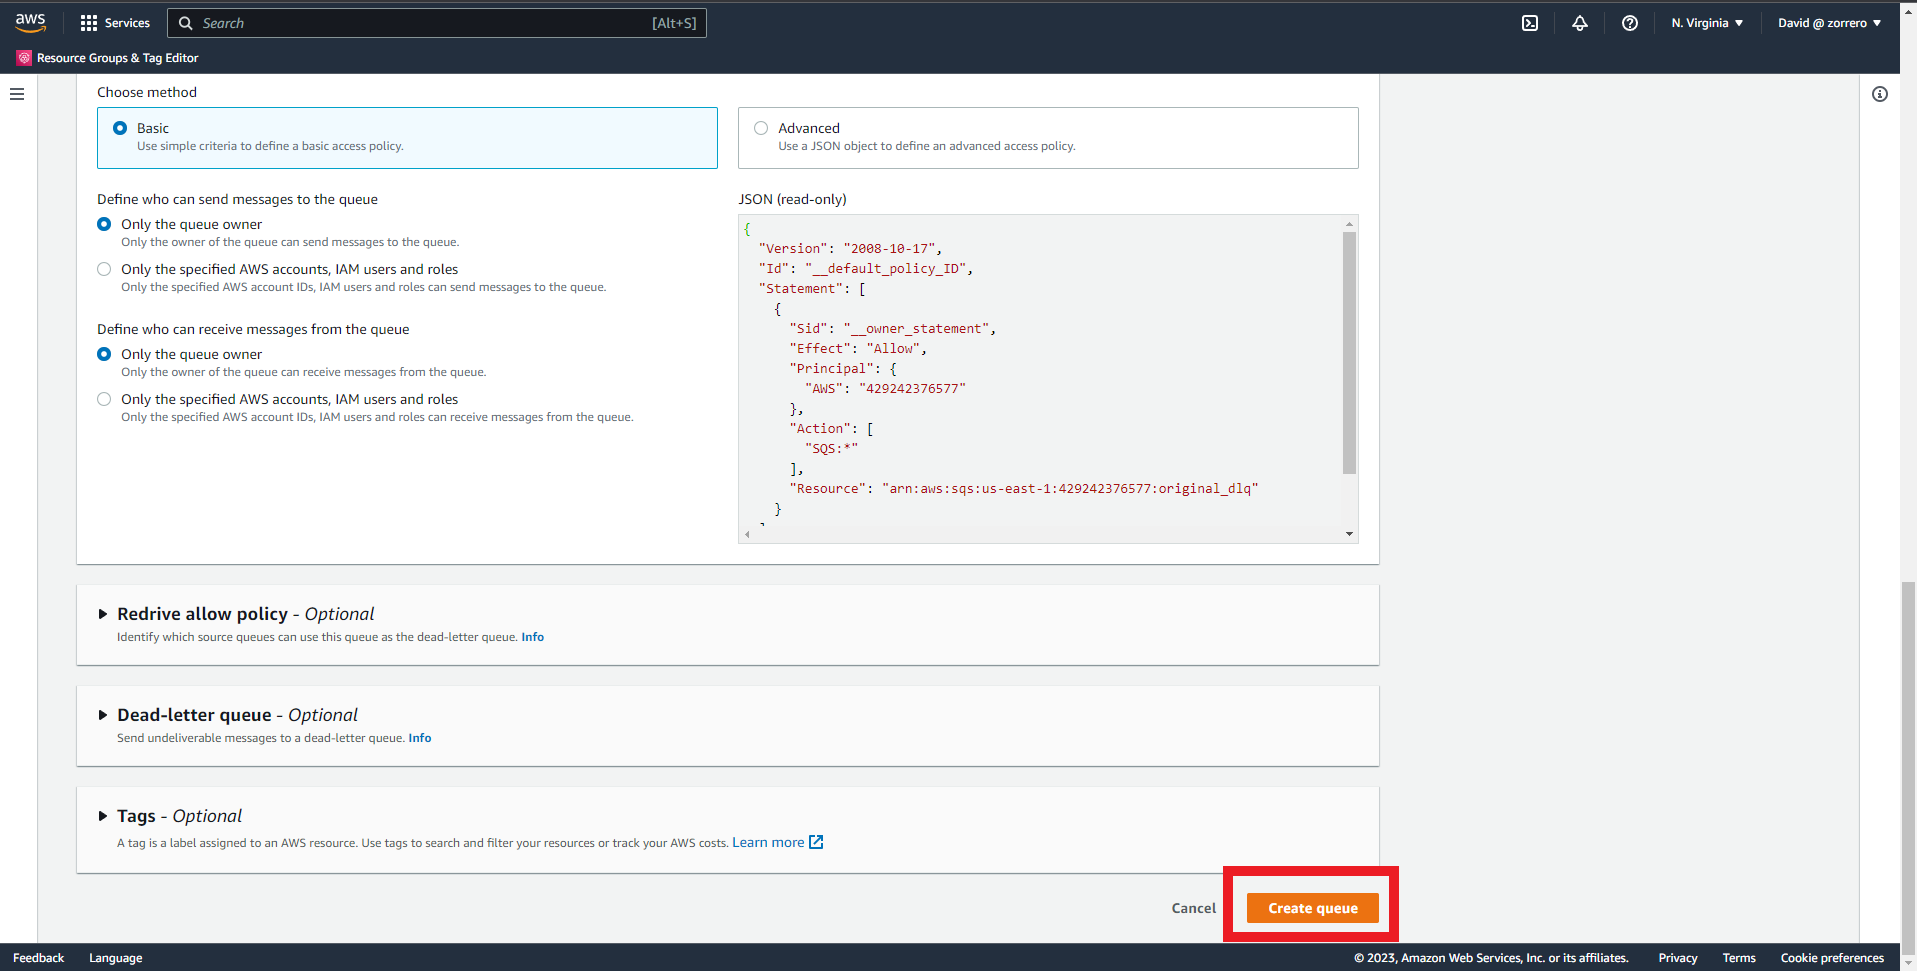 aws
Services
Search
[Alt+S]
N. Virginia ▼
David @ zorrero ▼
Resource Groups & Tag Editor
Choose method
Basic
Use simple criteria to define a basic access policy.
Advanced
Use a JSON object to define an advanced access policy.
Define who can send messages to the queue
Only the queue owner
Only the owner of the queue can send messages to the queue.
Only the specified AWS accounts, IAM users and roles
Only the specified AWS account IDs, IAM users and roles can send messages to the queue.
Define who can receive messages from the queue
Only the queue owner
Only the owner of the queue can receive messages from the queue.
Only the specified AWS accounts, IAM users and roles
Only the specified AWS account IDs, IAM users and roles can receive messages from the queue.
JSON (read-only)
{
"Version": "2008-10-17",
"Id": "__default_policy_ID",
"Statement": [
{
"Sid": "__owner_statement",
"Effect": "Allow",
"Principal": {
"AWS": "429242376577"
},
"Action": [
"SQS:*"
],
"Resource": "arn:aws:sqs:us-east-1:429242376577:original_dlq"
}
Redrive allow policy - Optional
Identify which source queues can use this queue as the dead-letter queue. Info
Dead-letter queue - Optional
Send undeliverable messages to a dead-letter queue. Info
Tags - Optional
A tag is a label assigned to an AWS resource. Use tags to search and filter your resources or track your AWS costs. Learn more
Cancel
Create queue
Feedback
Language
© 2023, Amazon Web Services, Inc. or its affiliates.
Privacy
Terms
Cookie preferences